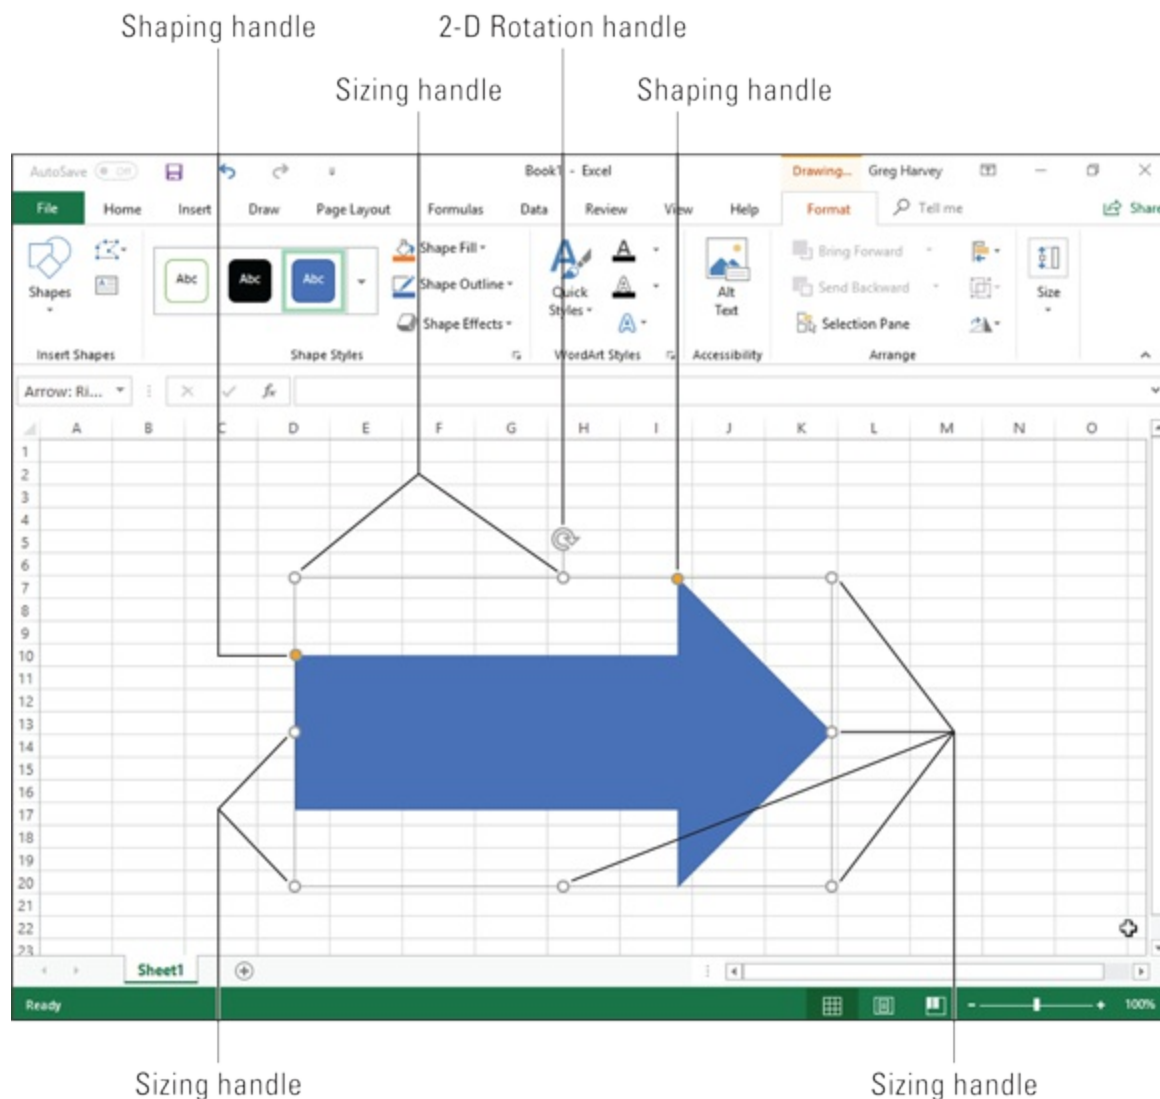 Shaping handle
2-D Rotation handle
Sizing handle
Shaping handle
AutoSave Off
Book1 - Excel
Drawing...
Greg Harvey
File Home Insert Draw Page Layout Formulas Data Review View Help Format Tell me Share
Shapes
Abc Abc Abc
Shape Fill
Shape Outline
Shape Effects
Quick
Styles
A
A
A
A
Alt
Text
Bring Forward
Send Backward
Selection Pane
Size
Insert Shapes Shape Styles WordArt Styles Accessibility Arrange
Arrow: Ri... fx
A B C D E F G H I J K L M N O
1
2
3
4
5
6
7
8
9
10
11
12
13
14
15
16
17
18
19
20
21
22
23
Sheet1
Ready
- + 100%
Sizing handle
Sizing handle